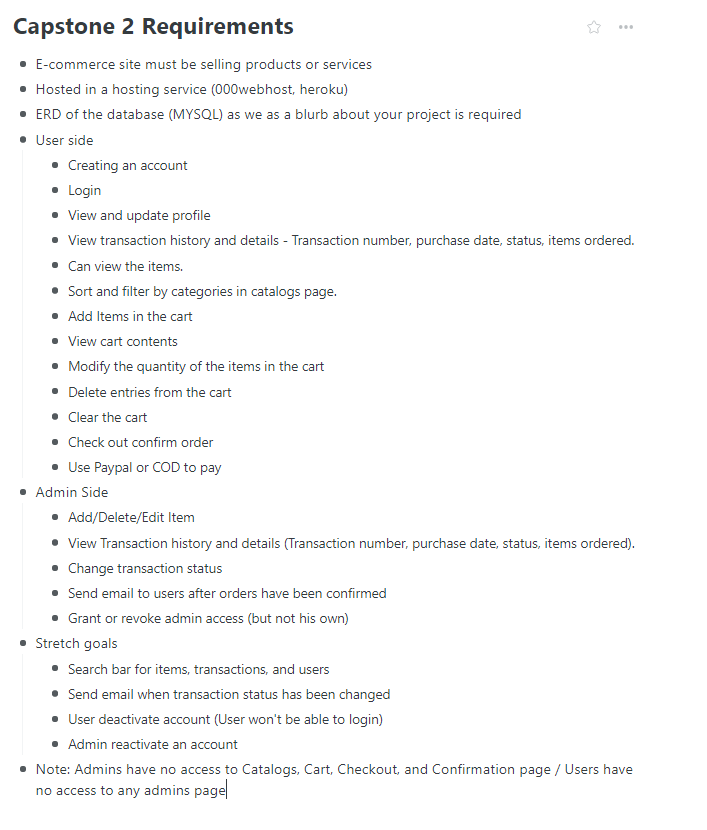 Capstone 2 Requirements
E-commerce site must be selling products or services
Hosted in a hosting service (000webhost, heroku)
ERD of the database (MYSQL) as we as a blurb about your project is required
User side
Creating an account
Login
View and update profile
View transaction history and details - Transaction number, purchase date, status, items ordered.
Can view the items.
Sort and filter by categories in catalogs page.
Add Items in the cart
View cart contents
Modify the quantity of the items in the cart
Delete entries from the cart
Clear the cart
Check out confirm order
Use Paypal or COD to pay
Admin Side
Add/Delete/Edit Item
View Transaction history and details (Transaction number, purchase date, status, items ordered).
Change transaction status
Send email to users after orders have been confirmed
Grant or revoke admin access (but not his own)
Stretch goals
Search bar for items, transactions, and users
Send email when transaction status has been changed
User deactivate account (User won't be able to login)
Admin reactivate an account
Note: Admins have no access to Catalogs, Cart, Checkout, and Confirmation page / Users have
no access to any admins page